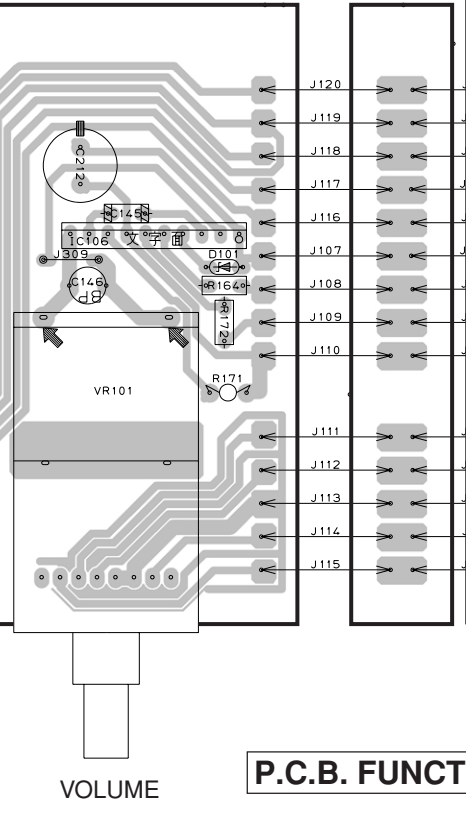 J120
J119
J118
J117
J116
C212
C145
IC106 文字面
J309
D101
J107
C146
BP
R164
J108
R172
J109
J110
R171
VR101
J111
J112
J113
J114
J115
VOLUME
P.C.B. FUNCT